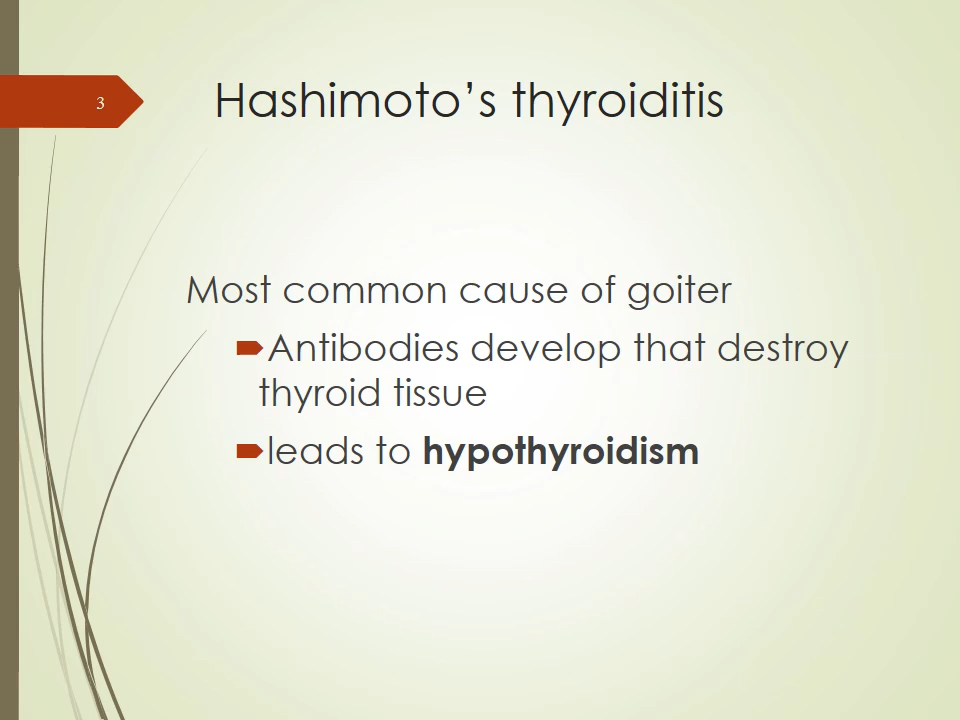 3
Hashimoto’s thyroiditis
Most common cause of goiter
Antibodies develop that destroy
thyroid tissue
leads to hypothyroidism